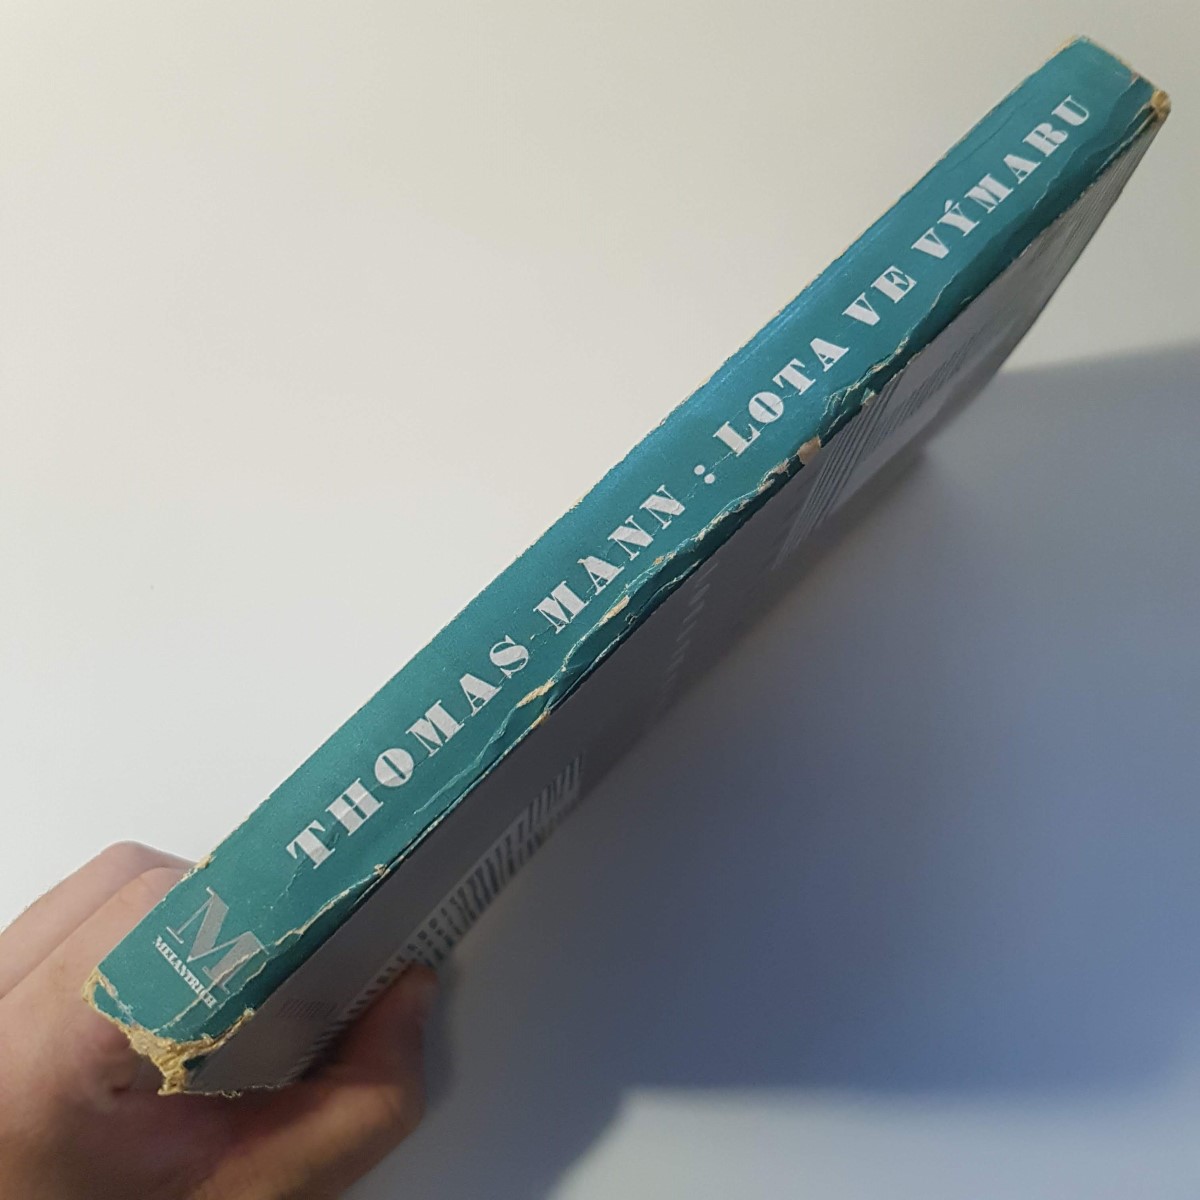 THOMAS MANN : LOTA VE VÝMARU
M
MELANTRICH